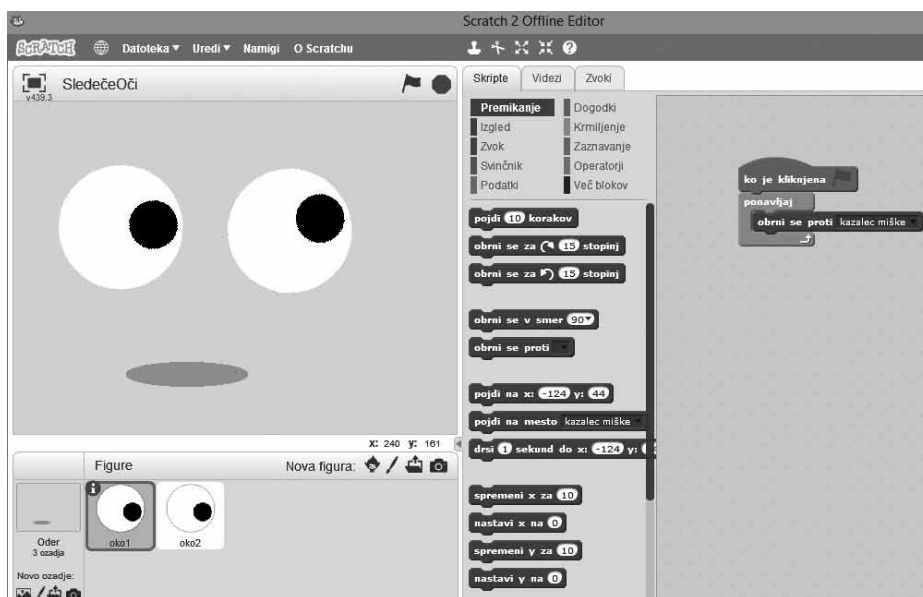 Scratch 2 Offline Editor
SCRATCH
Datoteka Uredi Namigi O Scratchu
v439.3
SledečeOči
X: 240 y: 161
Figure
Nova figura:
Oder
3 ozadja
Novo ozadje:
oko1
oko2
Skripte Videzi Zvoki
Premikanje Dogodki
Izgled Krmiljenje
Zvok Zaznavanje
Svinčnik Operatorji
Podatki Več blokov
pojdi 10 korakov
obrni se za 15 stopinj
obrni se za 15 stopinj
obrni se v smer 90
obrni se proti
pojdi na x: -124 y: 44
pojdi na mesto kazalec miške
drsi 1 sekund do x: -124 y:
spremeni x za 10
nastavi x na 0
spremeni y za 10
nastavi y na 0
ko je kliknjena
ponavljaj
obrni se proti kazalec miške